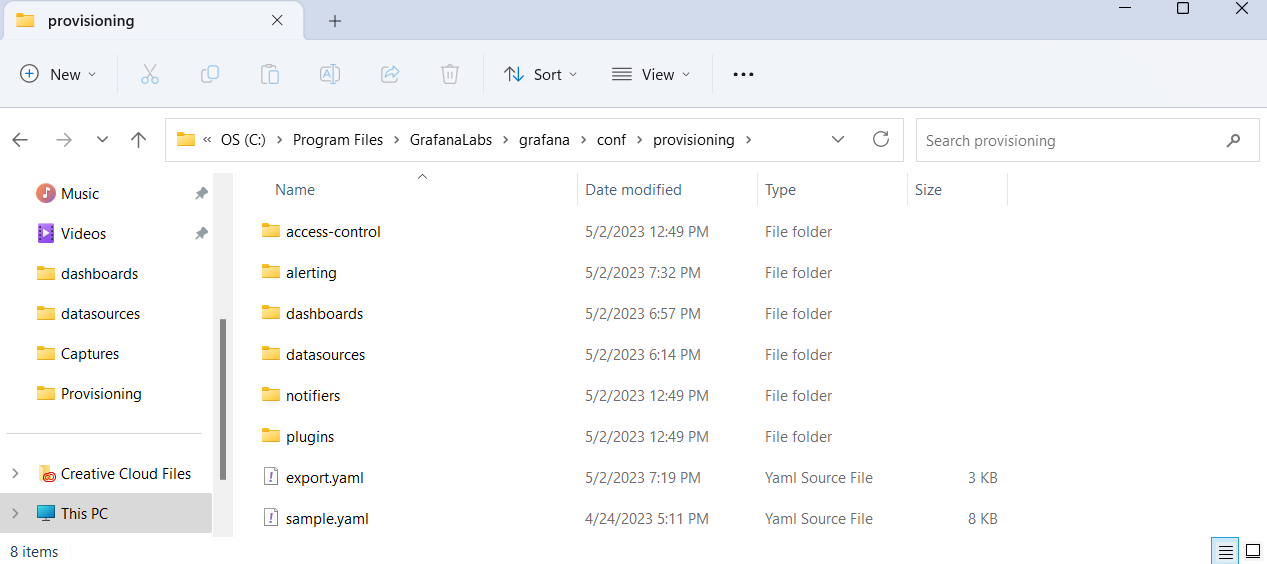 provisioning
New Sort View
« OS (C:) > Program Files > GrafanaLabs > grafana > conf > provisioning >
Search provisioning
Music
Videos
dashboards
datasources
Captures
Provisioning
Creative Cloud Files
This PC
Name Date modified Type Size
access-control 5/2/2023 12:49 PM File folder
alerting 5/2/2023 7:32 PM File folder
dashboards 5/2/2023 6:57 PM File folder
datasources 5/2/2023 6:14 PM File folder
notifiers 5/2/2023 12:49 PM File folder
plugins 5/2/2023 12:49 PM File folder
export.yaml 5/2/2023 7:19 PM Yaml Source File 3 KB
sample.yaml 4/24/2023 5:11 PM Yaml Source File 8 KB
8 items